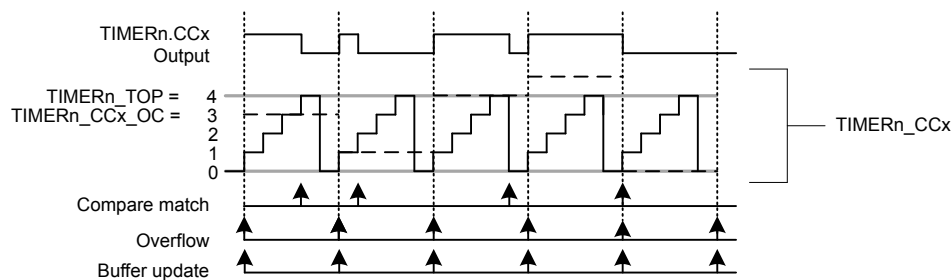 TIMERn.CCx
Output
TIMERn_TOP = 4
TIMERn_CCx_OC = 3
2
1
0
TIMERn_CCx
Compare match
Overflow
Buffer update